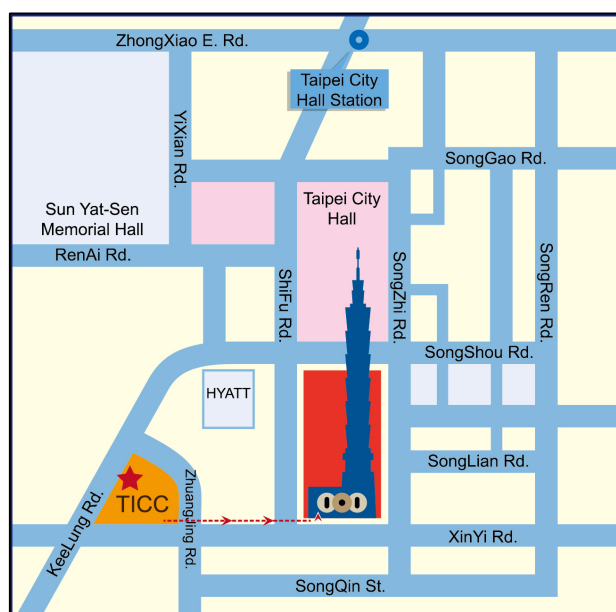 ZhongXiao E. Rd.
Taipei City
Hall Station
YiXian Rd.
SongGao Rd.
Sun Yat-Sen
Memorial Hall
Taipei City
Hall
RenAi Rd.
ShiFu Rd.
SongZhi Rd.
SongRen Rd.
SongShou Rd.
HYATT
SongLian Rd.
TICC
ZhuangJing Rd.
KeeLung Rd.
XinYi Rd.
SongQin St.